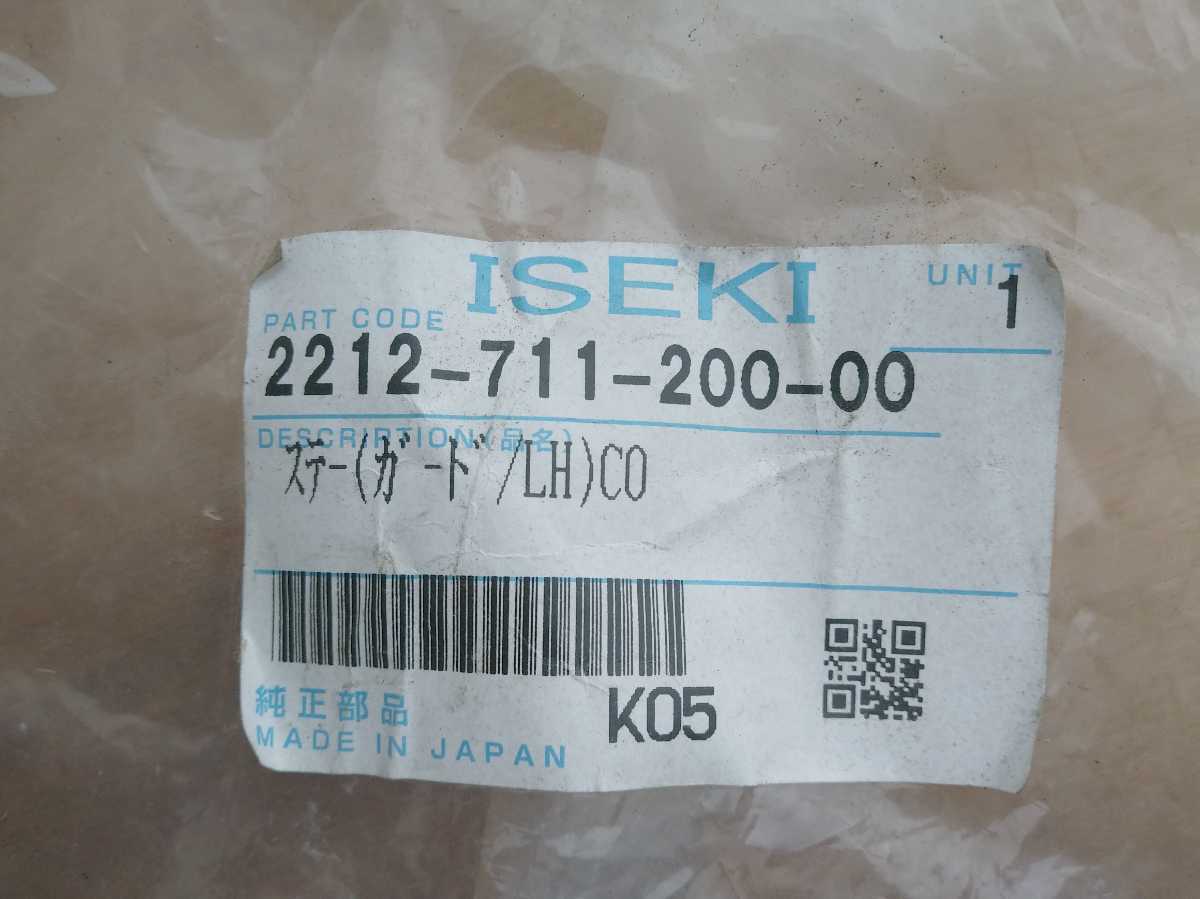 ISEKI
UNIT
1
PART CODE
2212-711-200-00
DESCRIPTION(品名)
ステー(ガード/LH)CO
純正部品
K05
MADE IN JAPAN